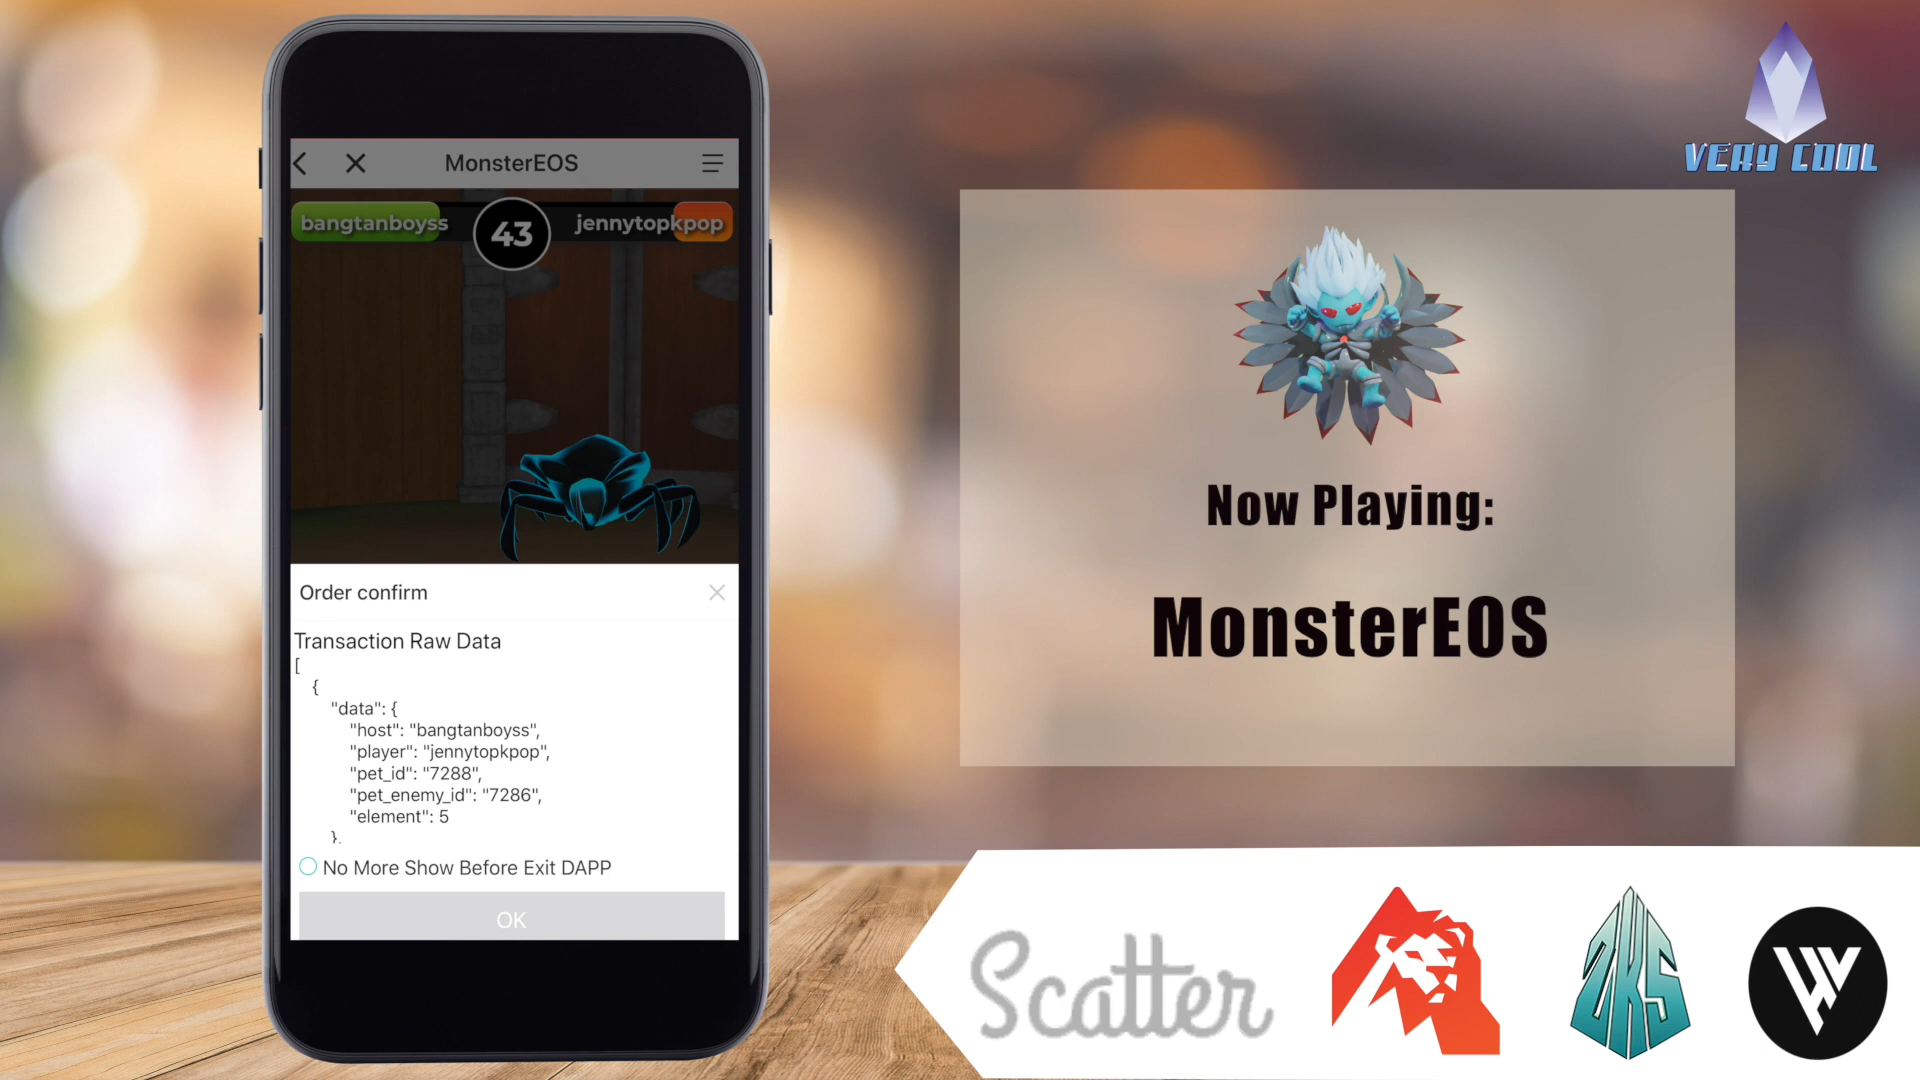 MonsterEOS
bangtanboyss
43
jennytopkpop
Order confirm
Transaction Raw Data
[
{
"data": {
"host": "bangtanboyss",
"player": "jennytopkpop",
"pet_id": "7288",
"pet_enemy_id": "7286",
"element": 5
},
No More Show Before Exit DAPP
OK
VERY COOL
Now Playing:
MonsterEOS
Scatter
ZKS